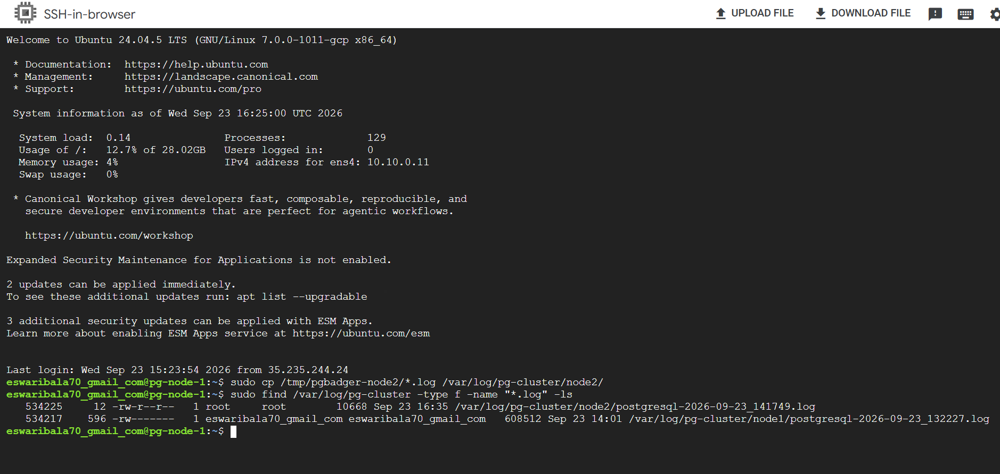 SSH-in-browser UPLOAD FILE DOWNLOAD FILE
Welcome to Ubuntu 24.04.5 LTS (GNU/Linux 7.0.0-1011-gcp x86_64)
* Documentation: https://help.ubuntu.com
* Management: https://landscape.canonical.com
* Support: https://ubuntu.com/pro
System information as of Wed Sep 23 16:25:00 UTC 2026
System load: 0.14 Processes: 129
Usage of /: 12.7% of 28.02GB Users logged in: 0
Memory usage: 4% IPv4 address for ens4: 10.10.0.11
Swap usage: 0%
* Canonical Workshop gives developers fast, composable, reproducible, and
secure developer environments that are perfect for agentic workflows.
https://ubuntu.com/workshop
Expanded Security Maintenance for Applications is not enabled.
2 updates can be applied immediately.
To see these additional updates run: apt list --upgradable
3 additional security updates can be applied with ESM Apps.
Learn more about enabling ESM Apps service at https://ubuntu.com/esm
Last login: Wed Sep 23 15:23:54 2026 from 35.235.244.24
eswaribala70_gmail_com@pg-node-1:~$ sudo cp /tmp/pgbadger-node2/*.log /var/log/pg-cluster/node2/
eswaribala70_gmail_com@pg-node-1:~$ sudo find /var/log/pg-cluster -type f -name "*.log" -ls
534225 12 -rw-r--r-- 1 root root 10668 Sep 23 16:35 /var/log/pg-cluster/node2/postgresql-2026-09-23_141749.log
534217 596 -rw------- 1 eswaribala70_gmail_com eswaribala70_gmail_com 608512 Sep 23 14:01 /var/log/pg-cluster/node1/postgresql-2026-09-23_132227.log
eswaribala70_gmail_com@pg-node-1:~$